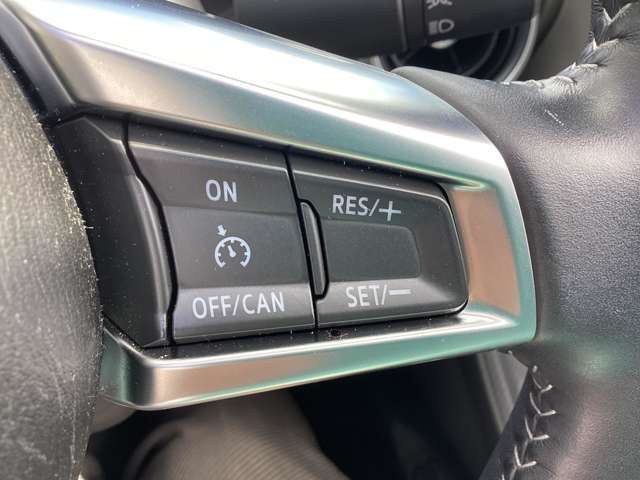 ON
OFF/CAN
RES/+
SET/−